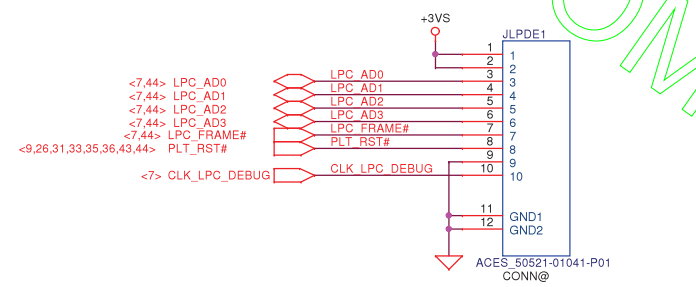 +3VS
JLPDE1
1 1
2 2
<7,44> LPC_AD0 LPC_AD0 3 3
<7,44> LPC_AD1 LPC_AD1 4 4
<7,44> LPC_AD2 LPC_AD2 5 5
<7,44> LPC_AD3 LPC_AD3 6 6
<7,44> LPC_FRAME# LPC_FRAME# 7 7
<9,26,31,33,35,36,43,44> PLT_RST# PLT_RST# 8 8
9 9
<7> CLK_LPC_DEBUG CLK_LPC_DEBUG 10 10
11 GND1
12 GND2
ACES_50521-01041-P01
CONN@